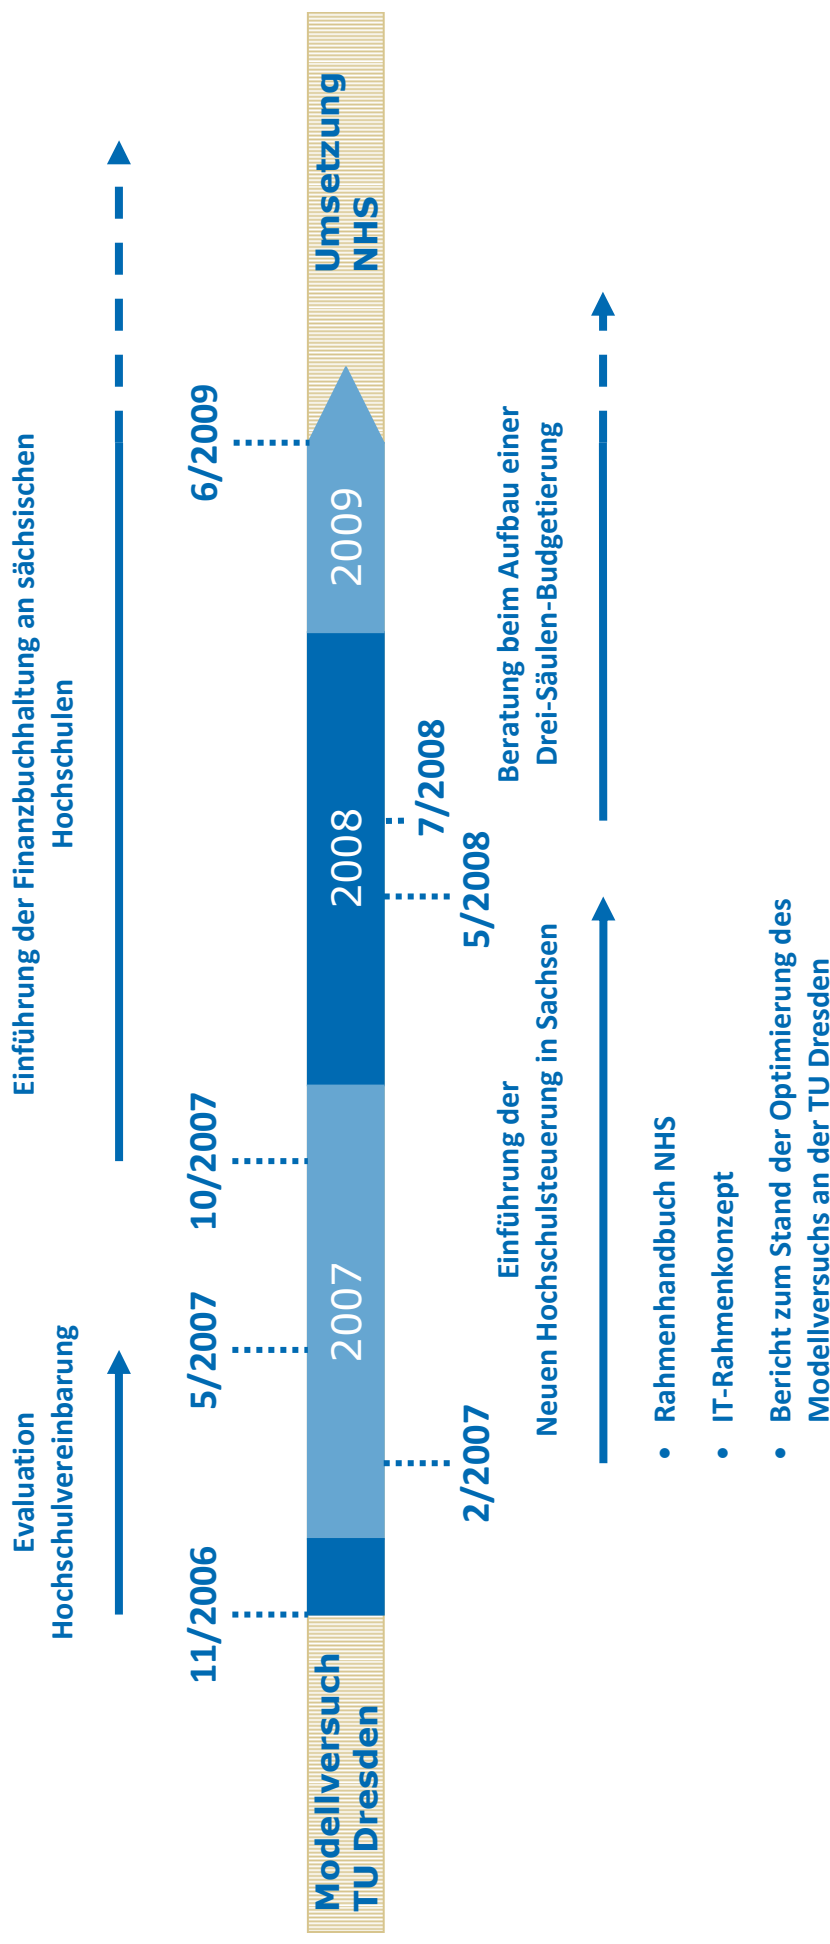 Evaluation
Hochschulvereinbarung
Einführung der Finanzbuchhaltung an sächsischen
Hochschulen
11/2006
5/2007
10/2007
6/2009
Modellversuch
TU Dresden
2007
2008
2009
Umsetzung
NHS
2/2007
5/2008
7/2008
Einführung der
Neuen Hochschulsteuerung in Sachsen
Beratung beim Aufbau einer
Drei-Säulen-Budgetierung
• Rahmenhandbuch NHS
• IT-Rahmenkonzept
• Bericht zum Stand der Optimierung des
Modellversuchs an der TU Dresden